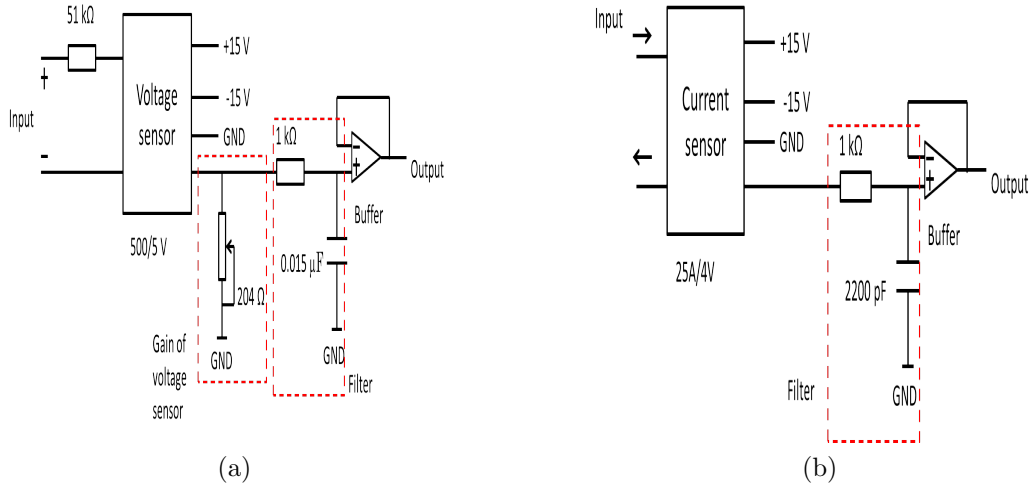 51 kΩ
+
Input
-
Voltage
sensor
+15 V
-15 V
GND
500/5 V
1 kΩ
-
+
Output
Buffer
0.015 μF
204 Ω
GND
GND
Gain of
voltage
sensor
Filter
(a)
Input
Current
sensor
+15 V
-15 V
GND
25A/4V
1 kΩ
-
+
Output
Buffer
2200 pF
GND
Filter
(b)